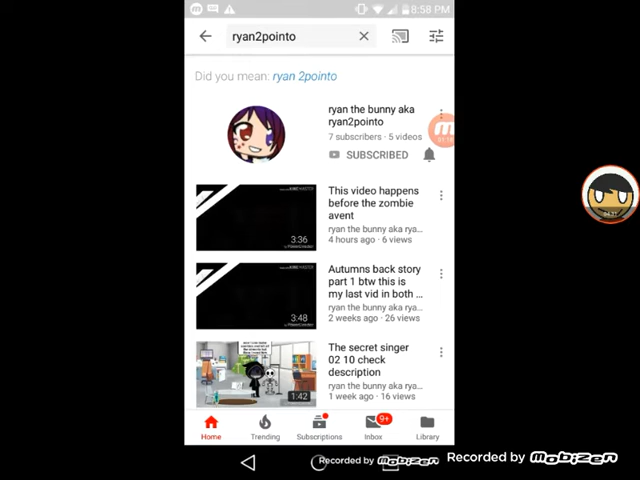 8:58 PM
ryan2pointo
Did you mean: ryan 2pointo
ryan the bunny aka
ryan2pointo
7 subscribers · 5 videos
SUBSCRIBED
This video happens
before the zombie
avent
ryan the bunny aka rya...
4 hours ago · 6 views
3:36
Autumns back story
part 1 btw this is
my last vid in both ...
ryan the bunny aka rya...
2 weeks ago · 26 views
3:48
The secret singer
02 10 check
description
ryan the bunny aka rya...
1 week ago · 16 views
1:42
Home
Trending
Subscriptions
9+
Inbox
Library
Recorded by Mobizen
Recorded by Mobizen